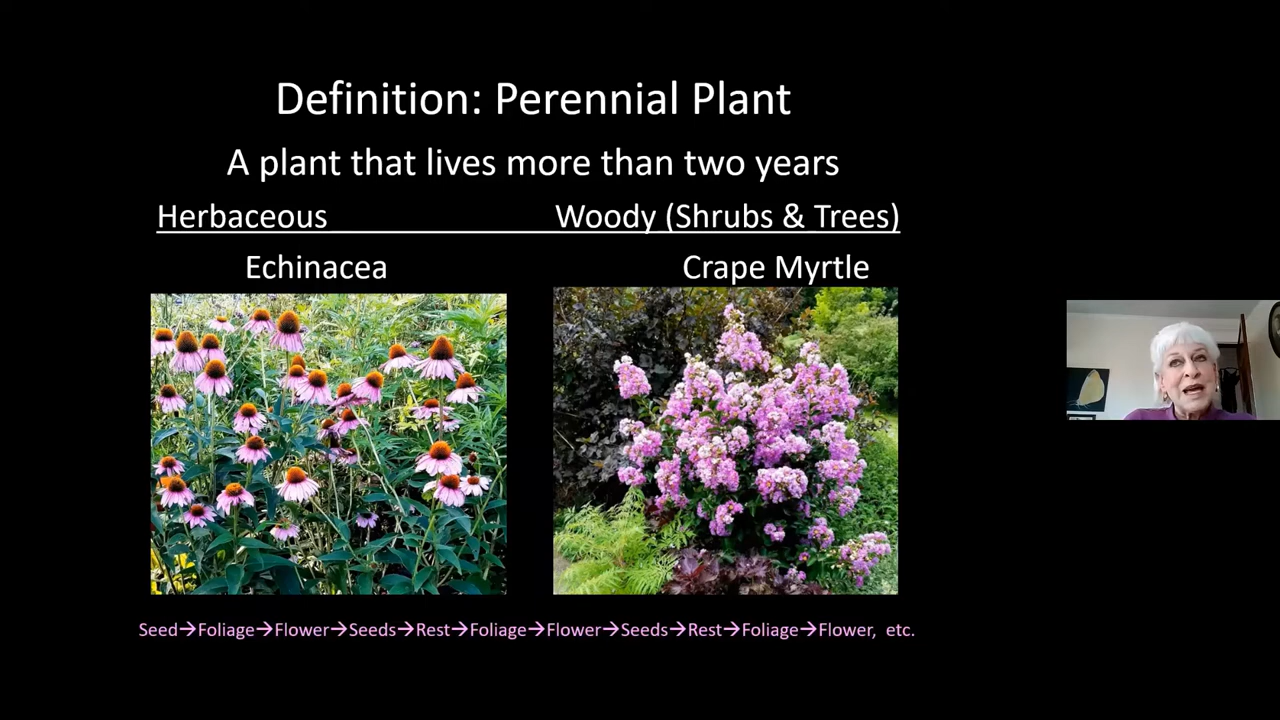 Definition: Perennial Plant
A plant that lives more than two years
Herbaceous Woody (Shrubs & Trees)
Echinacea Crape Myrtle
Seed→Foliage→Flower→Seeds→Rest→Foliage→Flower→Seeds→Rest→Foliage→Flower, etc.